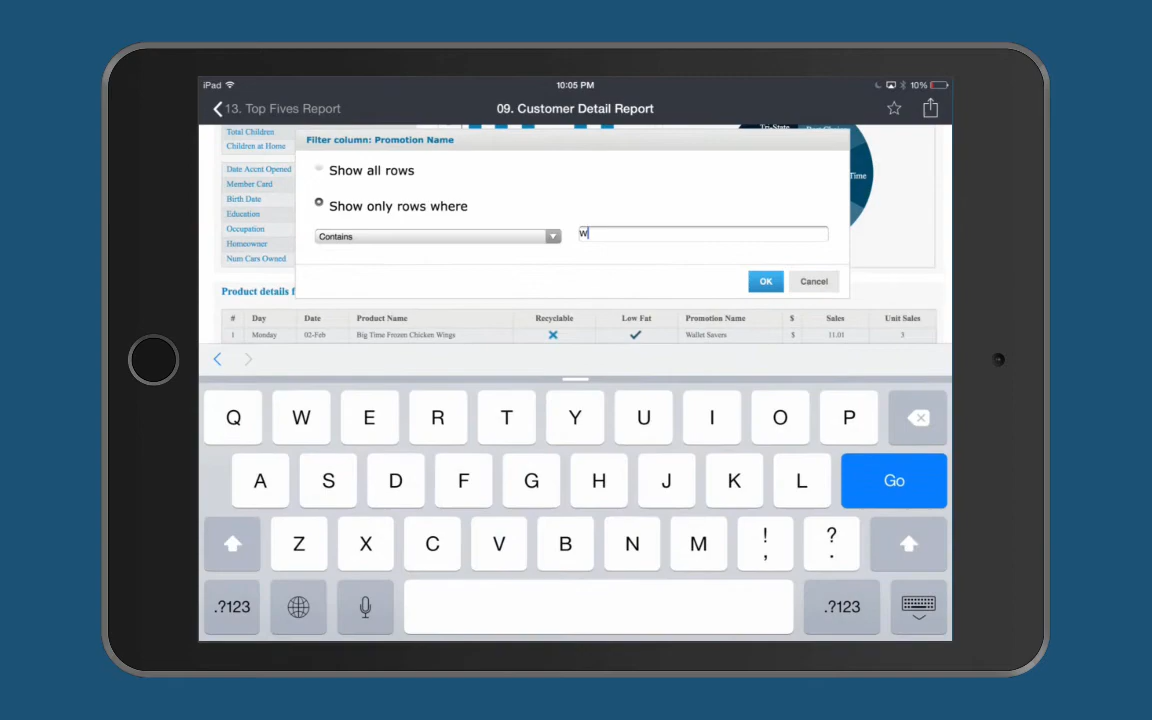 iPad 10:05 PM 10%
13. Top Fives Report 09. Customer Detail Report
Total Children
Children at Home
Date Accnt Opened
Member Card
Birth Date
Education
Occupation
Homeowner
Num Cars Owned
Tri-State
Time
Filter column: Promotion Name
Show all rows
Show only rows where
Contains W
OK Cancel
Product details f
# Day Date Product Name Recyclable Low Fat Promotion Name $ Sales Unit Sales
1 Monday 02-Feb Big Time Frozen Chicken Wings Wallet Savers $ 11.01 3
Q W E R T Y U I O P
A S D F G H J K L Go
Z X C V B N M ! , ? .
.?123 .?123